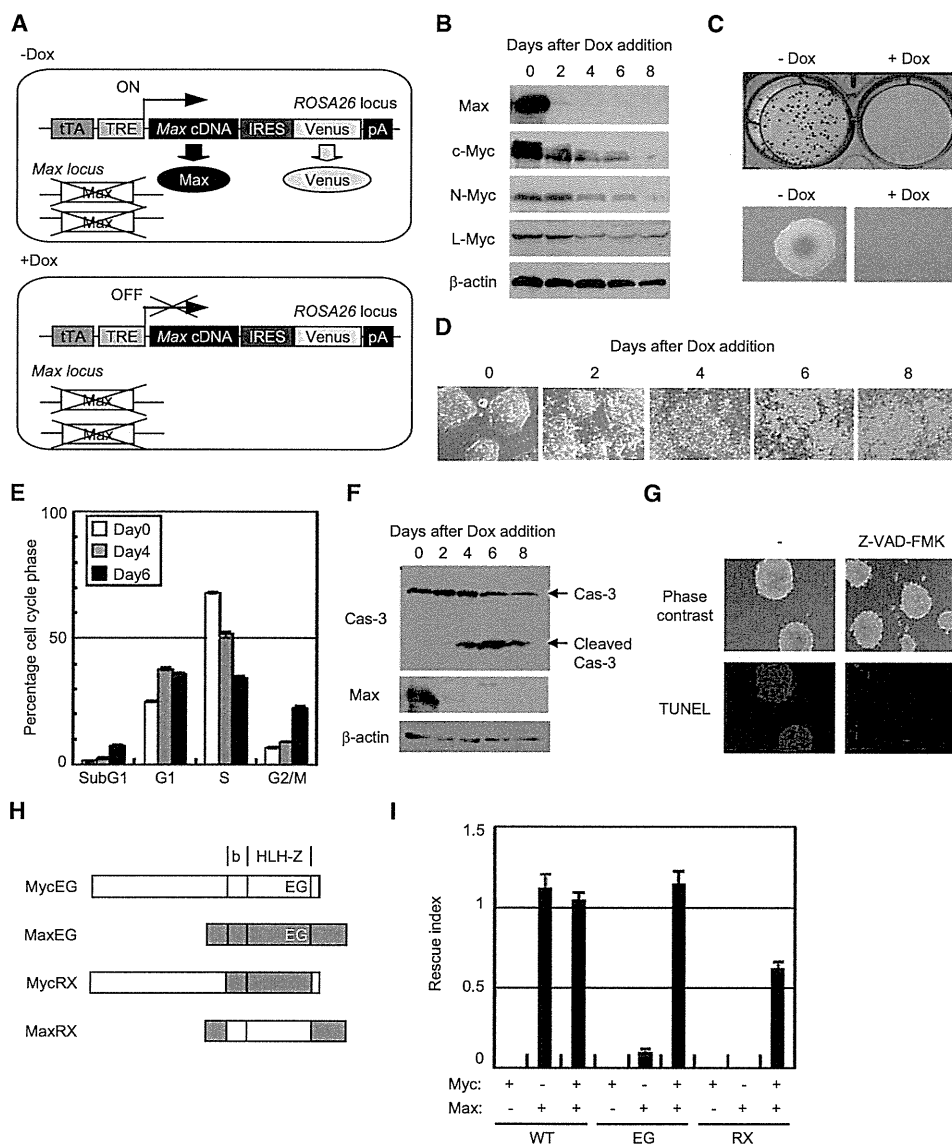 A
-Dox
ON
ROSA26 locus
tTA TRE Max cDNA IRES Venus pA
Max locus
Max
Max
Max
Venus
+Dox
OFF
ROSA26 locus
tTA TRE Max cDNA IRES Venus pA
Max locus
Max
Max
B
Days after Dox addition
0 2 4 6 8
Max
c-Myc
N-Myc
L-Myc
β-actin
C
- Dox + Dox
- Dox + Dox
D
Days after Dox addition
0 2 4 6 8
E
Percentage cell cycle phase
100
50
0
Day0
Day4
Day6
SubG1 G1 S G2/M
F
Days after Dox addition
0 2 4 6 8
Cas-3
Cas-3
Cleaved
Cas-3
Max
β-actin
G
- Z-VAD-FMK
Phase
contrast
TUNEL
H
b HLH-Z
MycEG EG
MaxEG EG
MycRX
MaxRX
I
Rescue index
1.5
1
0.5
0
Myc: + - + + - + + - +
Max: - + + - + + - + +
WT EG RX